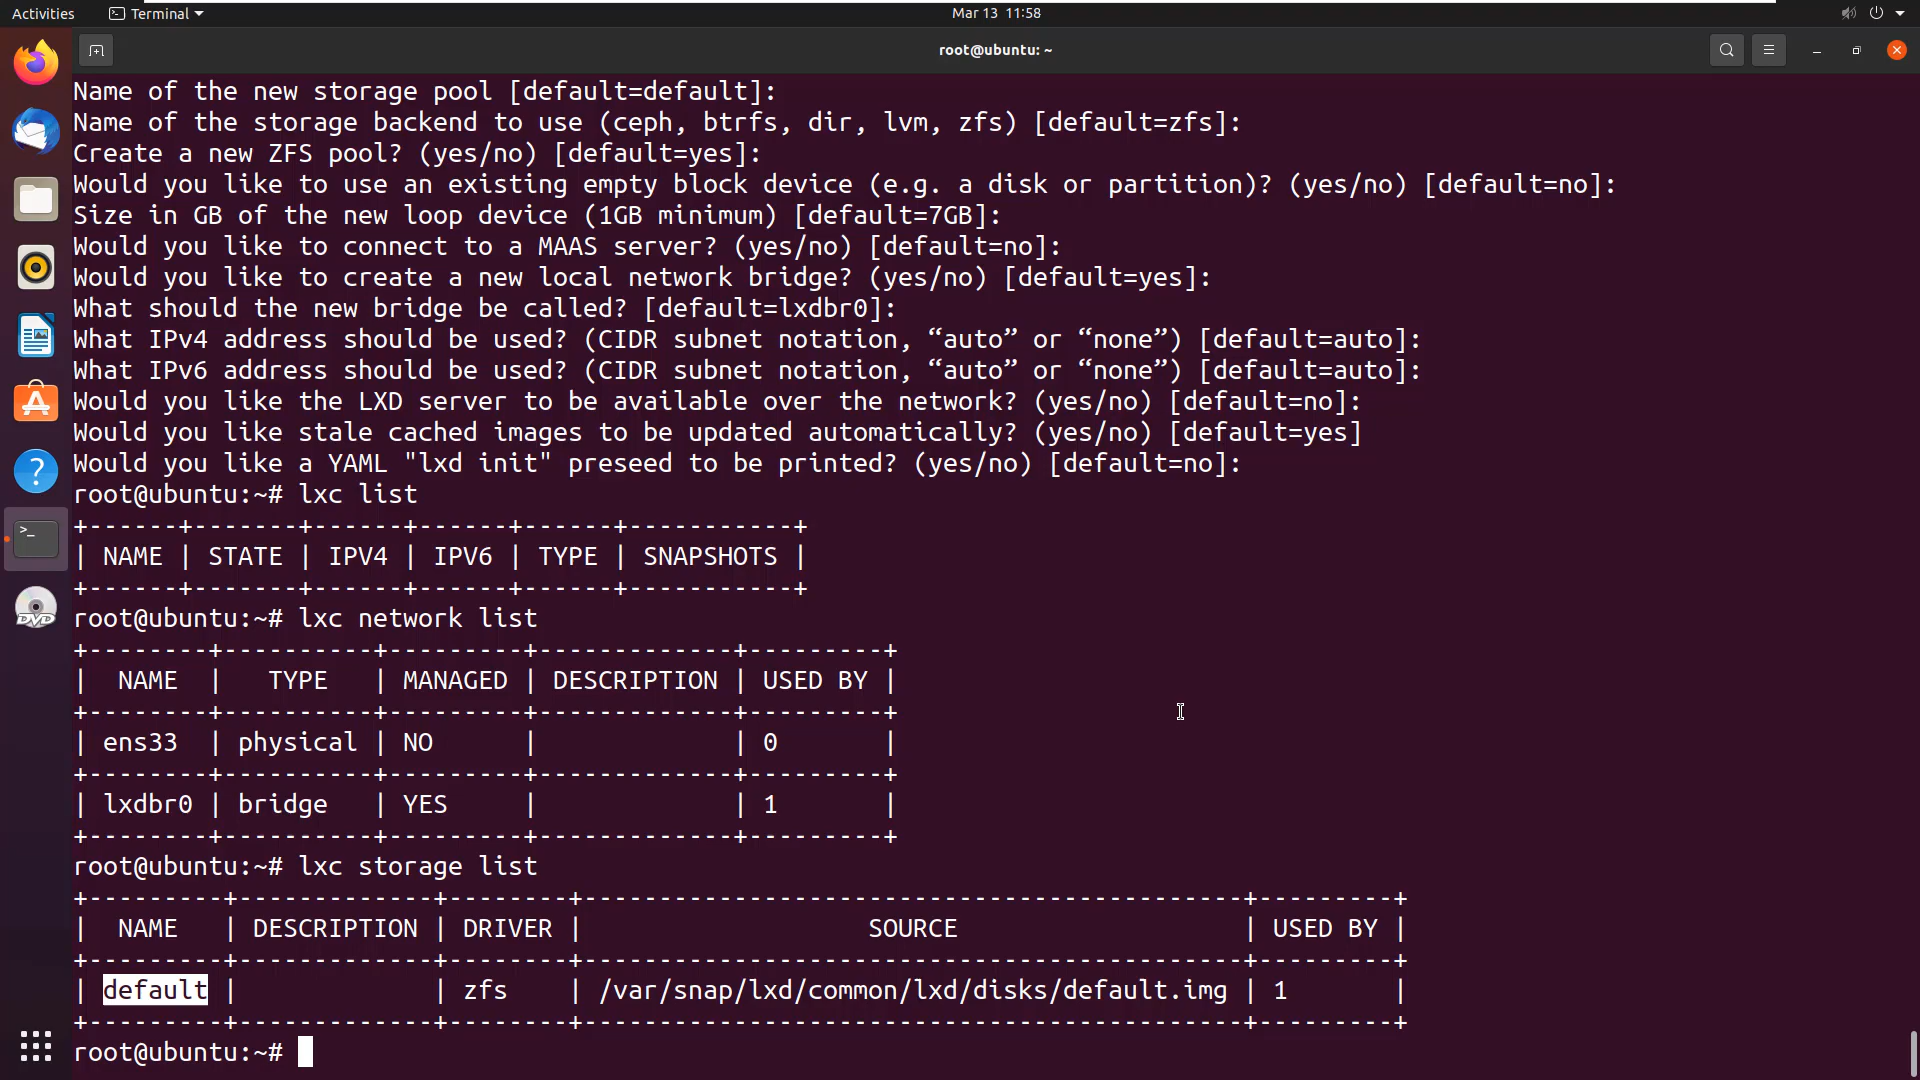 Activities Terminal Mar 13 11:58
root@ubuntu: ~
Name of the new storage pool [default=default]:
Name of the storage backend to use (ceph, btrfs, dir, lvm, zfs) [default=zfs]:
Create a new ZFS pool? (yes/no) [default=yes]:
Would you like to use an existing empty block device (e.g. a disk or partition)? (yes/no) [default=no]:
Size in GB of the new loop device (1GB minimum) [default=7GB]:
Would you like to connect to a MAAS server? (yes/no) [default=no]:
Would you like to create a new local network bridge? (yes/no) [default=yes]:
What should the new bridge be called? [default=lxdbr0]:
What IPv4 address should be used? (CIDR subnet notation, “auto” or “none”) [default=auto]:
What IPv6 address should be used? (CIDR subnet notation, “auto” or “none”) [default=auto]:
Would you like the LXD server to be available over the network? (yes/no) [default=no]:
Would you like stale cached images to be updated automatically? (yes/no) [default=yes]
Would you like a YAML "lxd init" preseed to be printed? (yes/no) [default=no]:
root@ubuntu:~# lxc list
+------+-------+------+------+------+-----------+
| NAME | STATE | IPV4 | IPV6 | TYPE | SNAPSHOTS |
+------+-------+------+------+------+-----------+
root@ubuntu:~# lxc network list
+--------+----------+---------+-------------+---------+
|  NAME  |   TYPE   | MANAGED | DESCRIPTION | USED BY |
+--------+----------+---------+-------------+---------+
| ens33  | physical | NO      |             | 0       |
+--------+----------+---------+-------------+---------+
| lxdbr0 | bridge   | YES     |             | 1       |
+--------+----------+---------+-------------+---------+
root@ubuntu:~# lxc storage list
+---------+-------------+--------+--------------------------------------------+---------+
|  NAME   | DESCRIPTION | DRIVER |                   SOURCE                   | USED BY |
+---------+-------------+--------+--------------------------------------------+---------+
| default |             | zfs    | /var/snap/lxd/common/lxd/disks/default.img | 1       |
+---------+-------------+--------+--------------------------------------------+---------+
root@ubuntu:~#
DVD